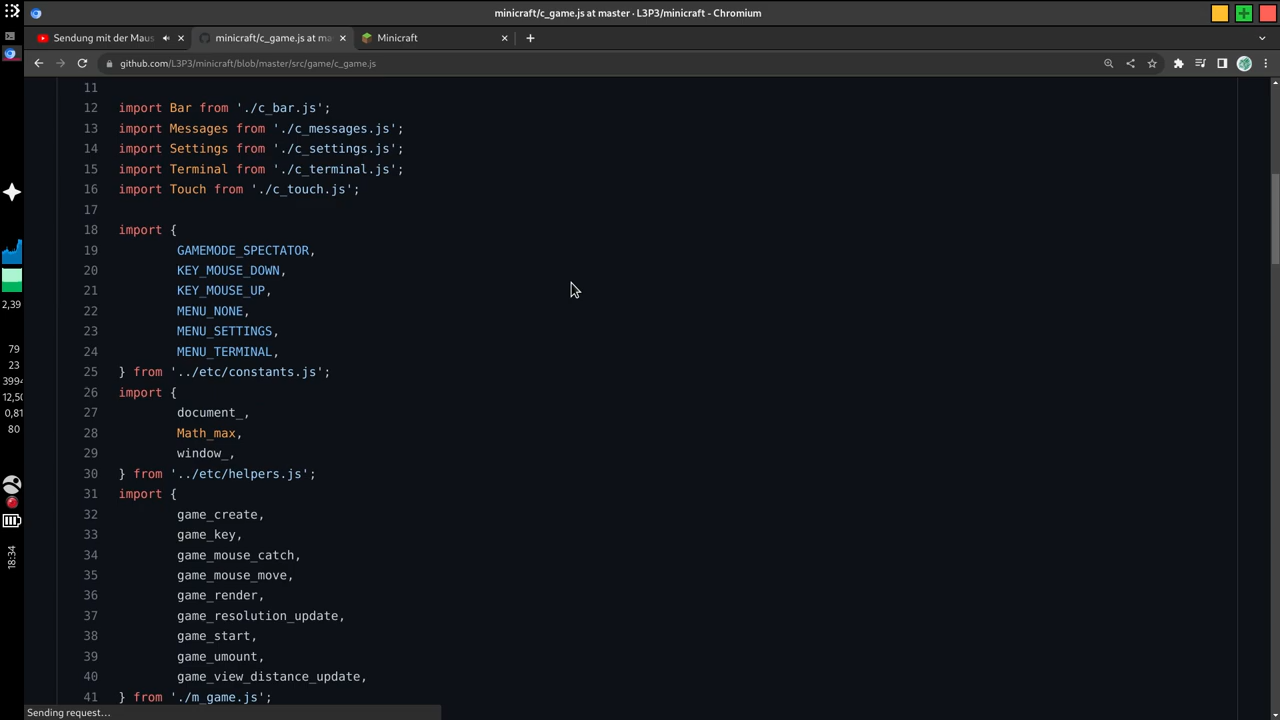 minicraft/c_game.js at master · L3P3/minicraft - Chromium
Sendung mit der Maus
minicraft/c_game.js at ma
Minicraft
github.com/L3P3/minicraft/blob/master/src/game/c_game.js
11
12 import Bar from './c_bar.js';
13 import Messages from './c_messages.js';
14 import Settings from './c_settings.js';
15 import Terminal from './c_terminal.js';
16 import Touch from './c_touch.js';
17
18 import {
19 GAMEMODE_SPECTATOR,
20 KEY_MOUSE_DOWN,
21 KEY_MOUSE_UP,
22 MENU_NONE,
23 MENU_SETTINGS,
24 MENU_TERMINAL,
25 } from '../etc/constants.js';
26 import {
27 document_,
28 Math_max,
29 window_,
30 } from '../etc/helpers.js';
31 import {
32 game_create,
33 game_key,
34 game_mouse_catch,
35 game_mouse_move,
36 game_render,
37 game_resolution_update,
38 game_start,
39 game_umount,
40 game_view_distance_update,
41 } from './m_game.js';
Sending request…
2,39
79
23
3994
12,50
0,81
80
18:34